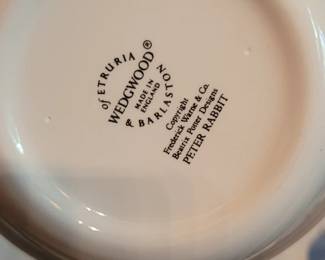 of ETRURIA
WEDGWOOD®
MADE IN
ENGLAND
& BARLASTON
Copyright
Frederick Warne & Co.
Beatrix Potter Designs
PETER RABBIT